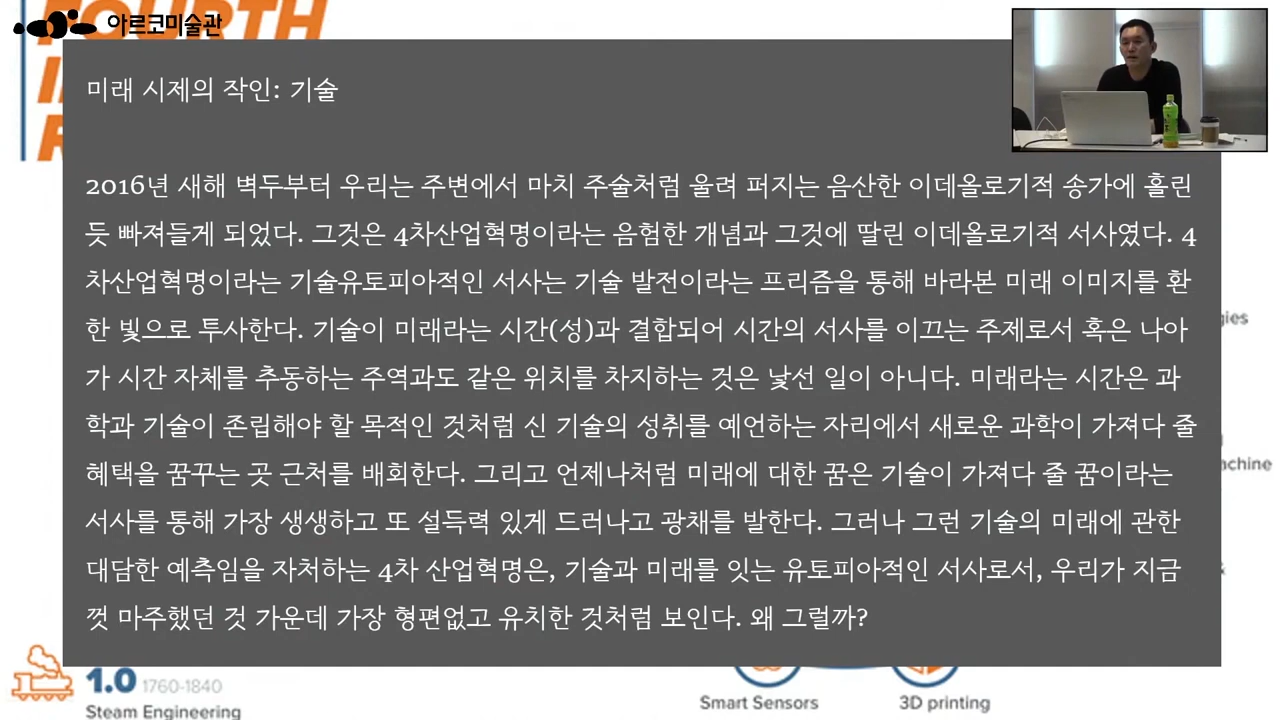 FOURTH
아르코미술관
미래 시제의 작인: 기술
2016년 새해 벽두부터 우리는 주변에서 마치 주술처럼 울려 퍼지는 음산한 이데올로기적 송가에 홀린
듯 빠져들게 되었다. 그것은 4차산업혁명이라는 음험한 개념과 그것에 딸린 이데올로기적 서사였다. 4
차산업혁명이라는 기술유토피아적인 서사는 기술 발전이라는 프리즘을 통해 바라본 미래 이미지를 환
한 빛으로 투사한다. 기술이 미래라는 시간(성)과 결합되어 시간의 서사를 이끄는 주제로서 혹은 나아
가 시간 자체를 추동하는 주역과도 같은 위치를 차지하는 것은 낯선 일이 아니다. 미래라는 시간은 과
학과 기술이 존립해야 할 목적인 것처럼 신 기술의 성취를 예언하는 자리에서 새로운 과학이 가져다 줄
혜택을 꿈꾸는 곳 근처를 배회한다. 그리고 언제나처럼 미래에 대한 꿈은 기술이 가져다 줄 꿈이라는
서사를 통해 가장 생생하고 또 설득력 있게 드러나고 광채를 발한다. 그러나 그런 기술의 미래에 관한
대담한 예측임을 자처하는 4차 산업혁명은, 기술과 미래를 잇는 유토피아적인 서사로서, 우리가 지금
껏 마주했던 것 가운데 가장 형편없고 유치한 것처럼 보인다. 왜 그럴까?
1.0 1760-1840
Steam Engineering
Smart Sensors
3D printing